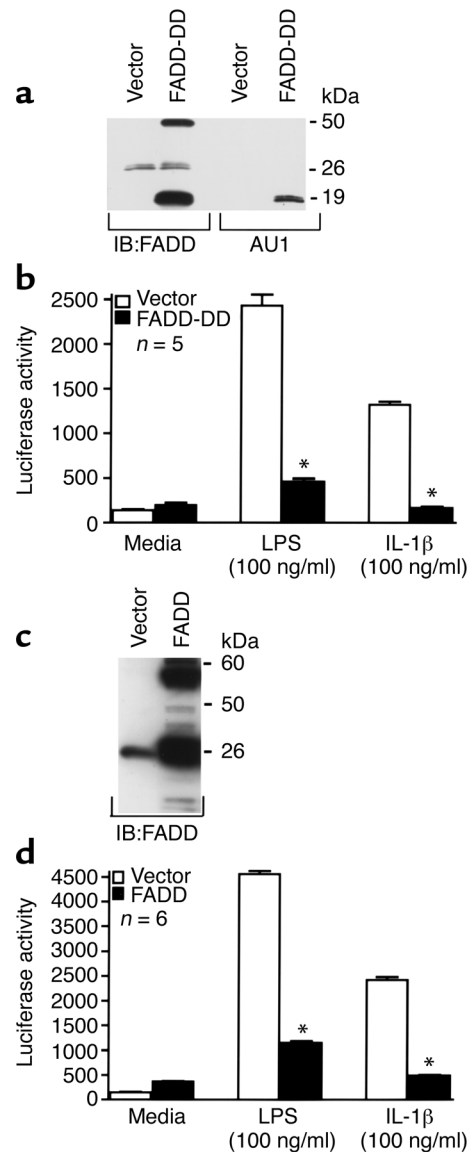 a
Vector
FADD-DD
Vector
FADD-DD
kDa
50
26
19
IB:FADD
AU1
b
Luciferase activity
2500
2000
1500
1000
500
0
Vector
FADD-DD
n = 5
*
*
Media
LPS
(100 ng/ml)
IL-1β
(100 ng/ml)
c
Vector
FADD
kDa
60
50
26
IB:FADD
d
Luciferase activity
4500
4000
3500
3000
2500
2000
1500
1000
500
0
Vector
FADD
n = 6
*
*
Media
LPS
(100 ng/ml)
IL-1β
(100 ng/ml)